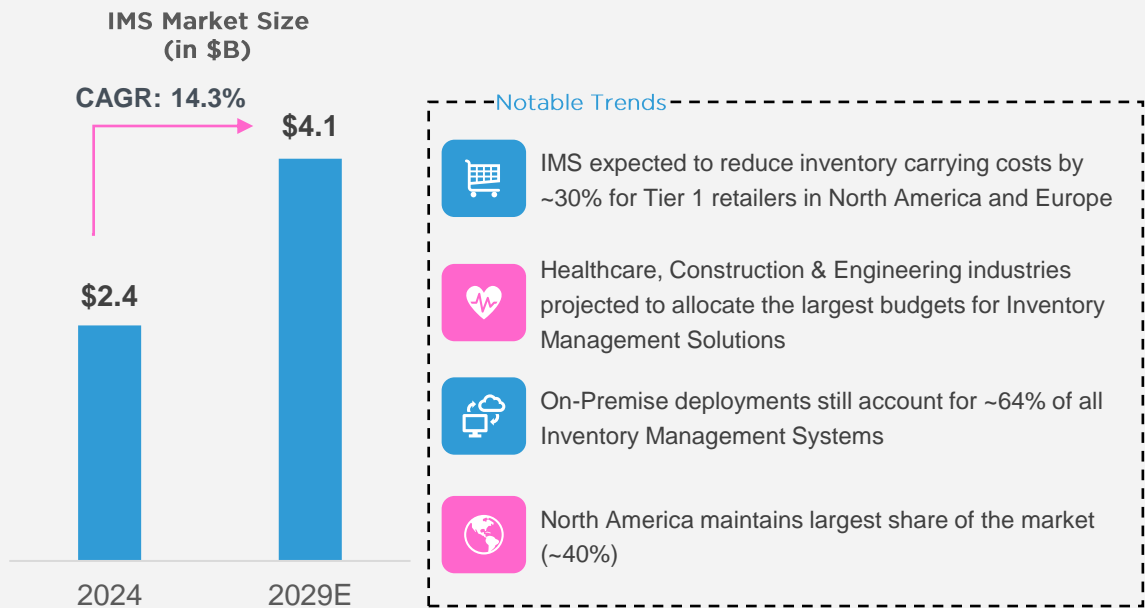 IMS Market Size
(in $B)
CAGR: 14.3%
$4.1
$2.4
2024
2029E
Notable Trends
IMS expected to reduce inventory carrying costs by
~30% for Tier 1 retailers in North America and Europe
Healthcare, Construction & Engineering industries
projected to allocate the largest budgets for Inventory
Management Solutions
On-Premise deployments still account for ~64% of all
Inventory Management Systems
North America maintains largest share of the market
(~40%)